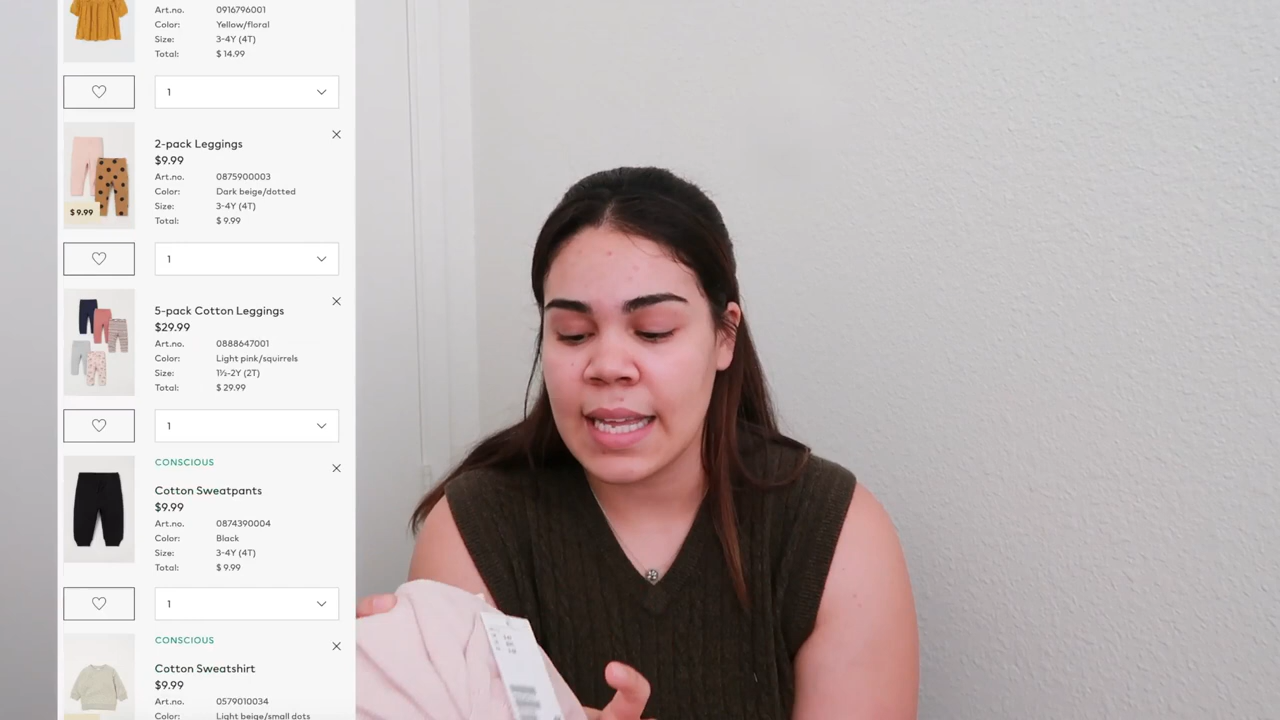 Art.no. 0916796001
Color: Yellow/floral
Size: 3-4Y (4T)
Total: $ 14.99
1
2-pack Leggings
$9.99
Art.no. 0875900003
Color: Dark beige/dotted
Size: 3-4Y (4T)
$ 9.99
Total: $ 9.99
1
5-pack Cotton Leggings
$29.99
Art.no. 0888647001
Color: Light pink/squirrels
Size: 1½-2Y (2T)
Total: $ 29.99
1
CONSCIOUS
Cotton Sweatpants
$9.99
Art.no. 0874390004
Color: Black
Size: 3-4Y (4T)
Total: $ 9.99
1
CONSCIOUS
Cotton Sweatshirt
$9.99
Art.no. 0579010034
Color: Light beige/small dots